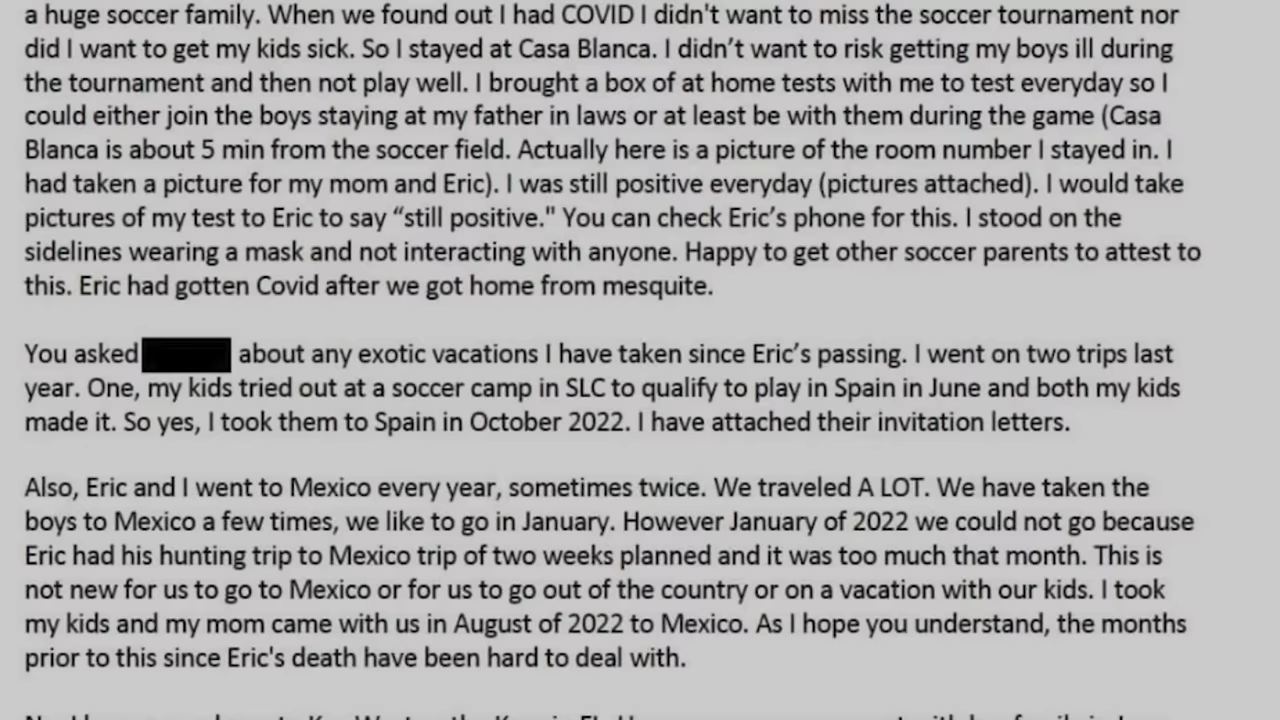 a huge soccer family. When we found out I had COVID I didn't want to miss the soccer tournament nor
did I want to get my kids sick. So I stayed at Casa Blanca. I didn’t want to risk getting my boys ill during
the tournament and then not play well. I brought a box of at home tests with me to test everyday so I
could either join the boys staying at my father in laws or at least be with them during the game (Casa
Blanca is about 5 min from the soccer field. Actually here is a picture of the room number I stayed in. I
had taken a picture for my mom and Eric). I was still positive everyday (pictures attached). I would take
pictures of my test to Eric to say “still positive." You can check Eric’s phone for this. I stood on the
sidelines wearing a mask and not interacting with anyone. Happy to get other soccer parents to attest to
this. Eric had gotten Covid after we got home from mesquite.
You asked about any exotic vacations I have taken since Eric’s passing. I went on two trips last
year. One, my kids tried out at a soccer camp in SLC to qualify to play in Spain in June and both my kids
made it. So yes, I took them to Spain in October 2022. I have attached their invitation letters.
Also, Eric and I went to Mexico every year, sometimes twice. We traveled A LOT. We have taken the
boys to Mexico a few times, we like to go in January. However January of 2022 we could not go because
Eric had his hunting trip to Mexico trip of two weeks planned and it was too much that month. This is
not new for us to go to Mexico or for us to go out of the country or on a vacation with our kids. I took
my kids and my mom came with us in August of 2022 to Mexico. As I hope you understand, the months
prior to this since Eric's death have been hard to deal with.